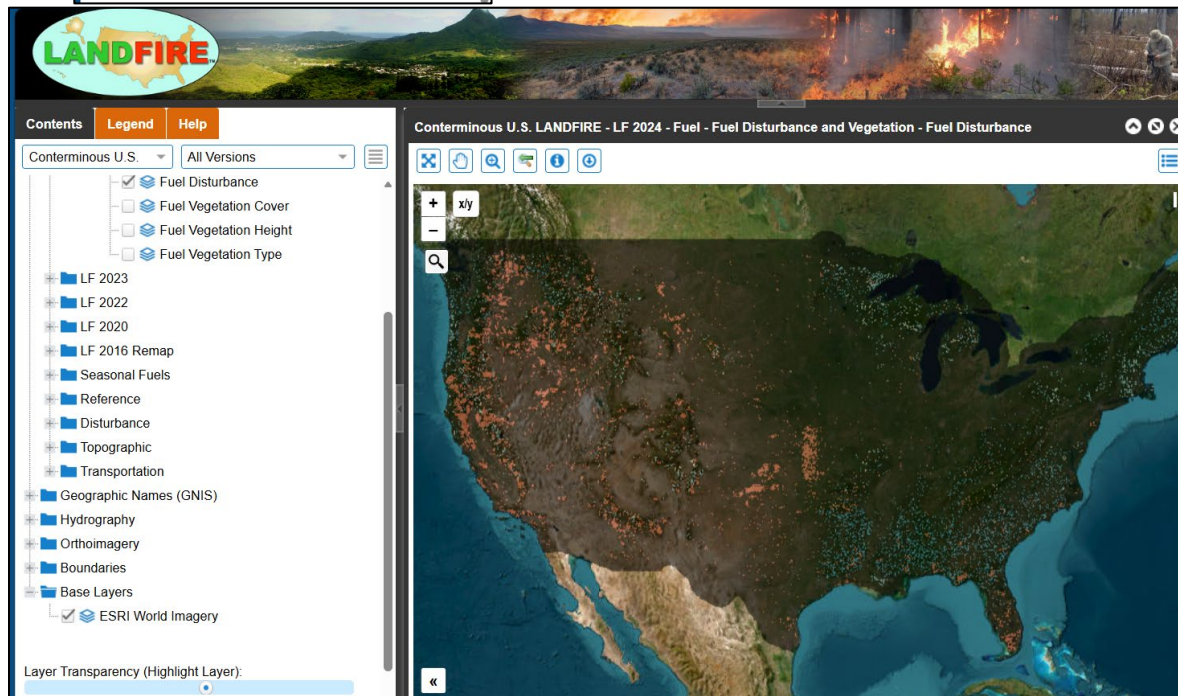 LANDFIRE™
Contents Legend Help
Conterminous U.S. All Versions
Fuel Disturbance
Fuel Vegetation Cover
Fuel Vegetation Height
Fuel Vegetation Type
LF 2023
LF 2022
LF 2020
LF 2016 Remap
Seasonal Fuels
Reference
Disturbance
Topographic
Transportation
Geographic Names (GNIS)
Hydrography
Orthoimagery
Boundaries
Base Layers
ESRI World Imagery
Layer Transparency (Highlight Layer):
Conterminous U.S. LANDFIRE - LF 2024 - Fuel - Fuel Disturbance and Vegetation - Fuel Disturbance
+ x/y
−
«